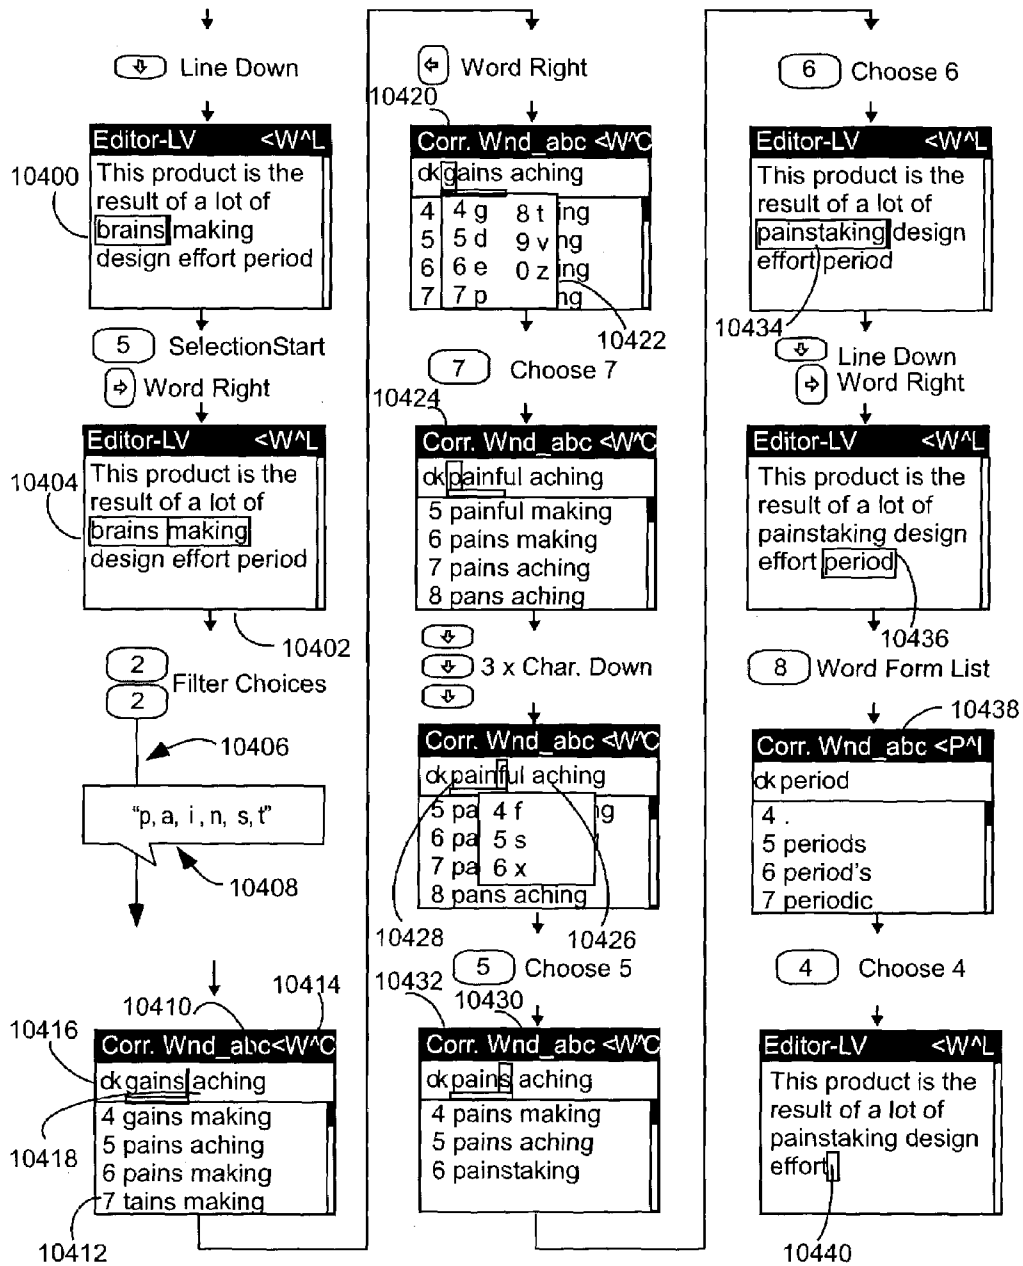 Line Down
Editor-LV <W^L
10400
This product is the
result of a lot of
brains making
design effort period
5 SelectionStart
Word Right
Editor-LV <W^L
10404
This product is the
result of a lot of
brains making
design effort period
10402
2
2
Filter Choices
10406
"p, a, i, n, s, t"
10408
10414
10410
10416
Corr. Wnd_abc<W^C
ok gains aching
4 gains making
5 pains aching
10418
6 pains making
7 tains making
10412
Word Right
10420
Corr. Wnd_abc <W^C
ok gains aching
4 4 g 8 t ing
5 5 d 9 v ng
6 6 e 0 z ing
7 7 p ng
10422
7 Choose 7
10424
Corr. Wnd_abc <W^C
ok painful aching
5 painful making
6 pains making
7 pains aching
8 pans aching
3 x Char. Down
Corr. Wnd_abc <W^C
ok painful aching
5 pa 4 f g
6 pa 5 s
7 pa 6 x
8 pans aching
10428 10426
5 Choose 5
10432 10430
Corr. Wnd_abc <W^C
ok pains aching
4 pains making
5 pains aching
6 painstaking
6 Choose 6
Editor-LV <W^L
This product is the
result of a lot of
painstaking design
effort period
10434
Line Down
Word Right
Editor-LV <W^L
This product is the
result of a lot of
painstaking design
effort period
10436
8 Word Form List
10438
Corr. Wnd_abc <P^I
ok period
4 .
5 periods
6 period's
7 periodic
4 Choose 4
Editor-LV <W^L
This product is the
result of a lot of
painstaking design
effort
10440